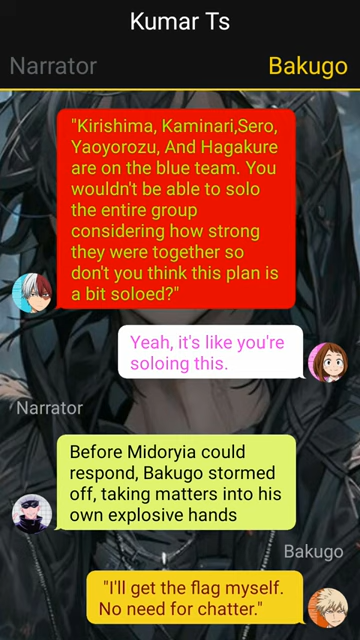 Kumar Ts
Narrator
Bakugo
"Kirishima, Kaminari,Sero,
Yaoyorozu, And Hagakure
are on the blue team. You
wouldn't be able to solo
the entire group
considering how strong
they were together so
don't you think this plan is
a bit soloed?"
Yeah, it's like you're
soloing this.
Narrator
Before Midoryia could
respond, Bakugo stormed
off, taking matters into his
own explosive hands
Bakugo
"I'll get the flag myself.
No need for chatter."